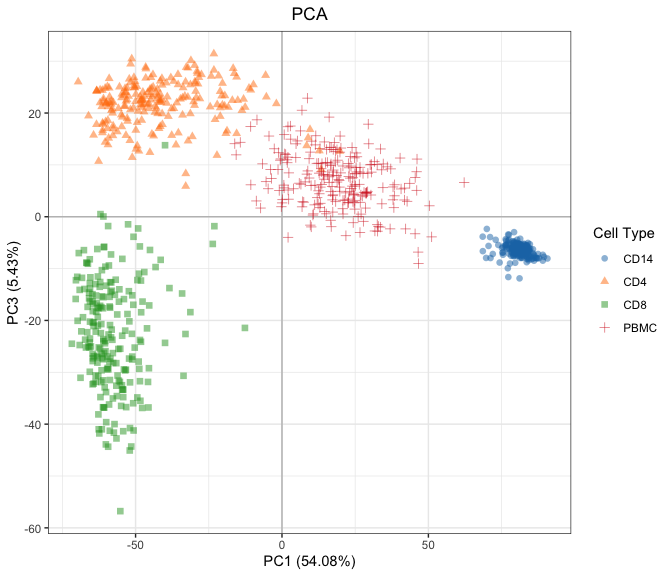 PCA
20
0
-20
-40
-60
-50
0
50
PC1 (54.08%)
PC3 (5.43%)
Cell Type
CD14
CD4
CD8
PBMC